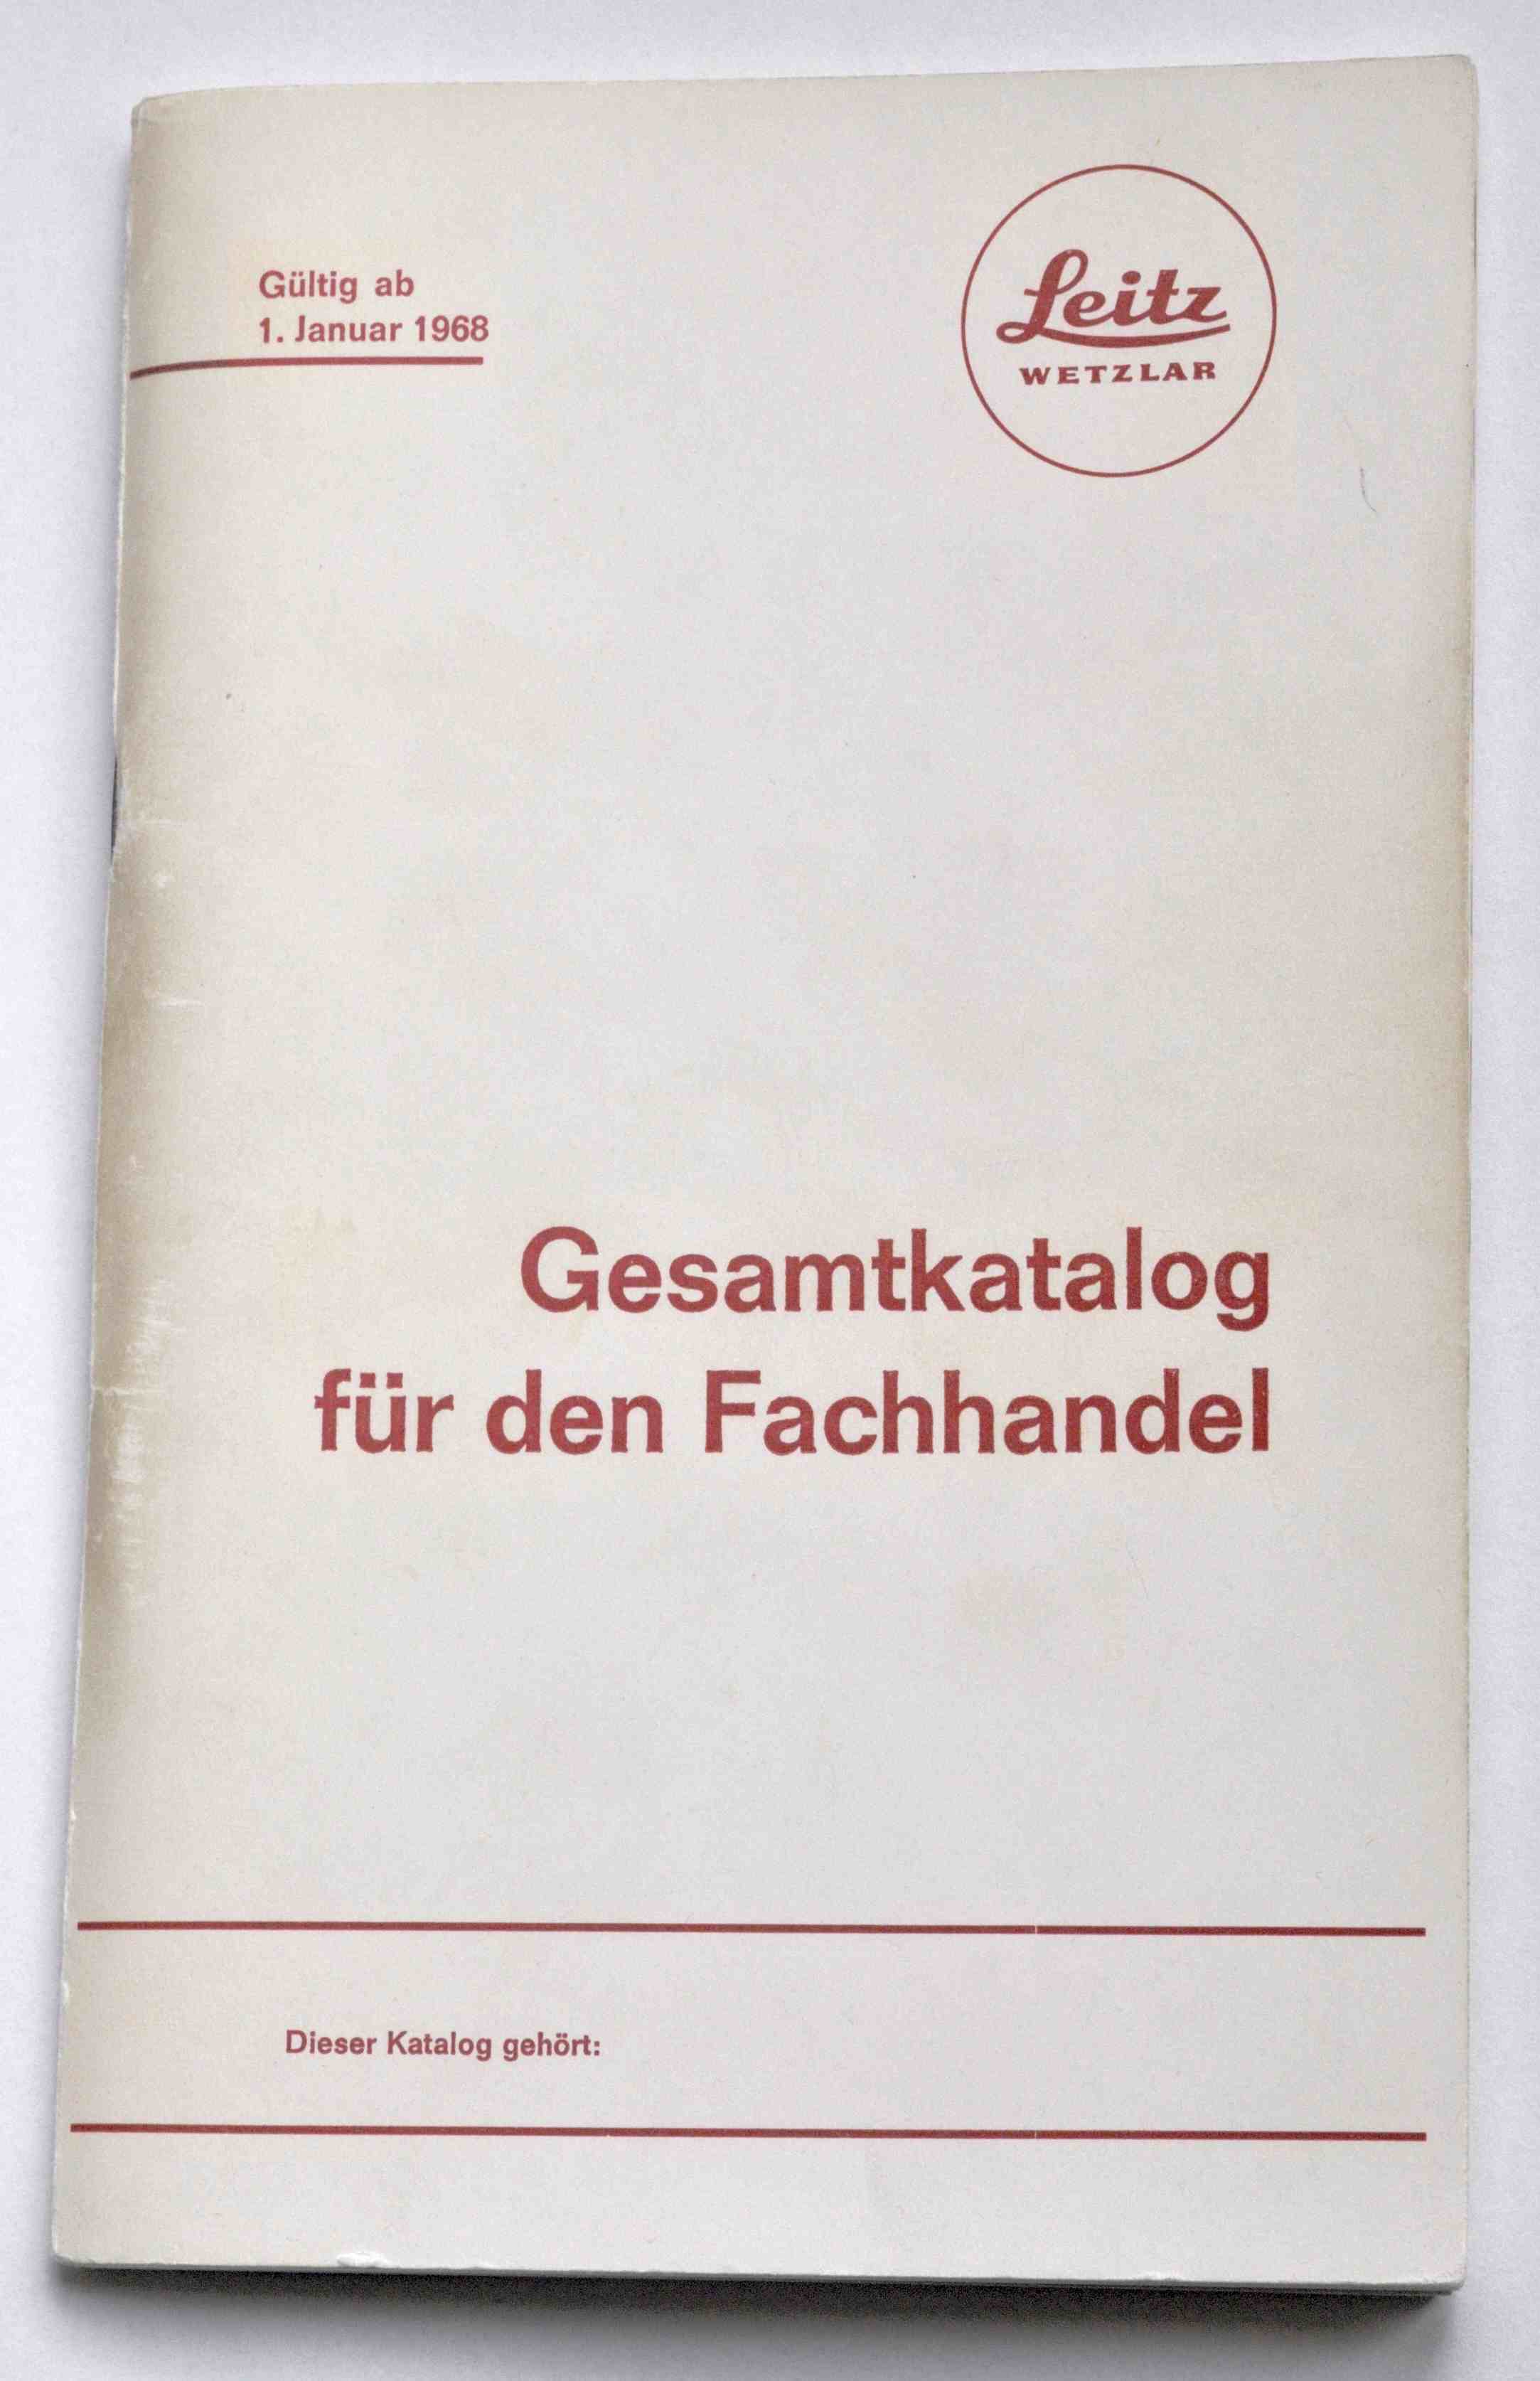 Gültig ab
1. Januar 1968
Leitz
WETZLAR
Gesamtkatalog
für den Fachhandel
Dieser Katalog gehört: